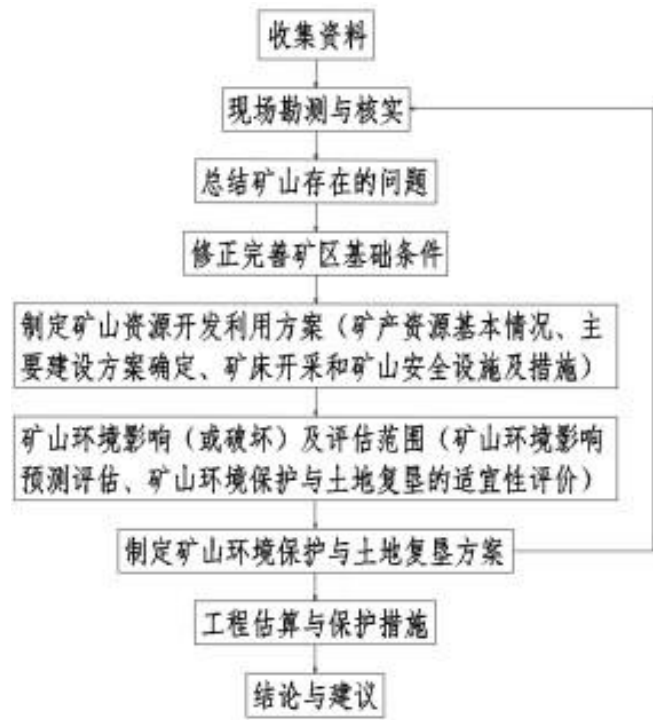 收集资料
现场勘测与核实
总结矿山存在的问题
修正完善矿区基础条件
制定矿山资源开发利用方案（矿产资源基本情况、主
要建设方案确定、矿床开采和矿山安全设施及措施）
矿山环境影响（或破坏）及评估范围（矿山环境影响
预测评估、矿山环境保护与土地复垦的适宜性评价）
制定矿山环境保护与土地复垦方案
工程估算与保护措施
结论与建议